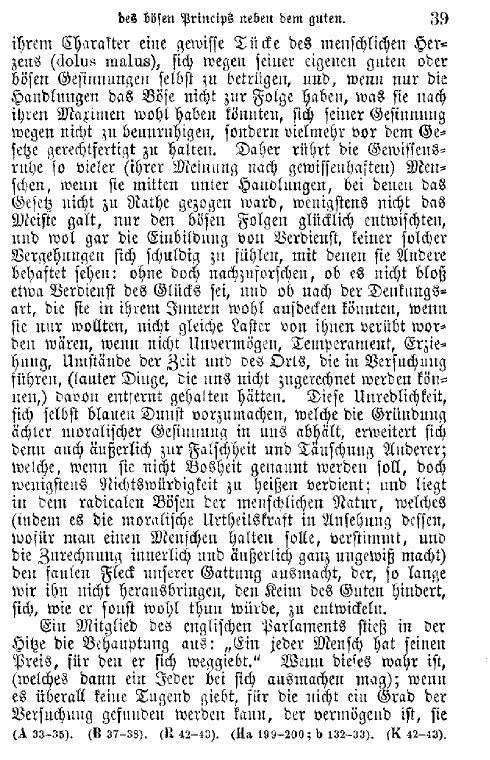 des bösen Princips neben dem guten. 39
ihrem Charakter eine gewisse Tücke des menschlichen Her-
zens (dolus malus), sich wegen seiner eigenen guten oder
bösen Gesinnungen selbst zu betrügen, und, wenn nur die
Handlungen das Böse nicht zur Folge haben, was sie nach
ihren Maximen wohl haben könnten, sich seiner Gesinnung
wegen nicht zu beunruhigen, sondern vielmehr vor dem Ge-
setze gerechtfertigt zu halten. Daher rührt die Gewissens-
ruhe so vieler (ihrer Meinung nach gewissenhaften) Men-
schen, wenn sie mitten unter Handlungen, bei denen das
Gesetz nicht zu Rathe gezogen ward, wenigstens nicht das
Meiste galt, nur den bösen Folgen glücklich entwischten,
und wol gar die Einbildung von Verdienst, keiner solcher
Vergehungen sich schuldig zu fühlen, mit denen sie Andere
behaftet sehen: ohne doch nachzuforschen, ob es nicht bloß
etwa Verdienst des Glücks sei, und ob nach der Denkungs-
art, die sie in ihrem Innern wohl aufdecken könnten, wenn
sie nur wollten, nicht gleiche Laster von ihnen verübt wor-
den wären, wenn nicht Unvermögen, Temperament, Erzie-
hung, Umstände der Zeit und des Orts, die in Versuchung
führen, (lauter Dinge, die uns nicht zugerechnet werden kön-
nen,) davon entfernt gehalten hätten. Diese Unredlichkeit,
sich selbst blauen Dunst vorzumachen, welche die Gründung
ächter moralischer Gesinnung in uns abhält, erweitert sich
denn auch äußerlich zur Falschheit und Täuschung Anderer;
welche, wenn sie nicht Bosheit genannt werden soll, doch
wenigstens Nichtswürdigkeit zu heißen verdient; und liegt
in dem radicalen Bösen der menschlichen Natur, welches
(indem es die moralische Urtheilskraft in Ansehung dessen,
wofür man einen Menschen halten solle, verstimmt, und
die Zurechnung innerlich und äußerlich ganz ungewiß macht)
den faulen Fleck unserer Gattung ausmacht, der, so lange
wir ihn nicht herausbringen, den Keim des Guten hindert,
sich, wie er sonst wohl thun würde, zu entwickeln.
Ein Mitglied des englischen Parlaments stieß in der
Hitze die Behauptung aus: „Ein jeder Mensch hat seinen
Preis, für den er sich weggiebt.“ Wenn dieses wahr ist,
(welches dann ein Jeder bei sich ausmachen mag); wenn
es überall keine Tugend giebt, für die nicht ein Grad der
Versuchung gefunden werden kann, der vermögend ist, sie
(A 33-35). (B 37-38). (R 42-43). (Ha 199-200; b 132-33). (K 42-43).